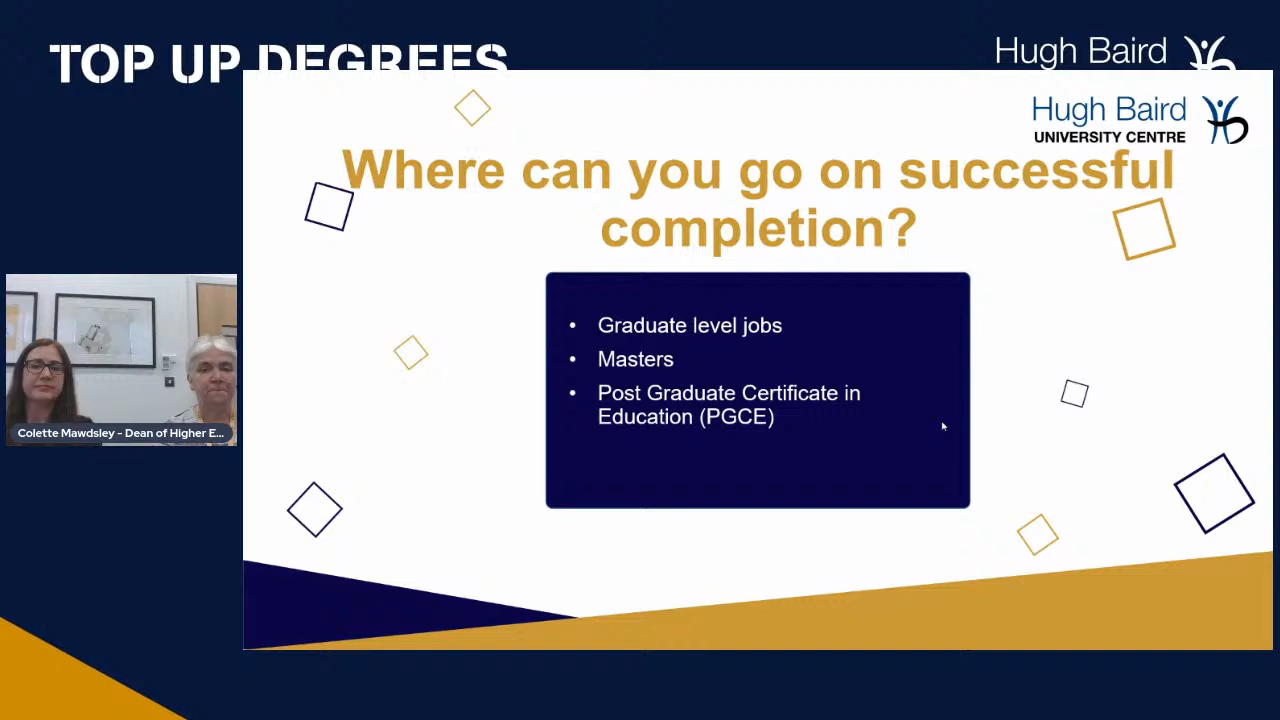 TOP UP DEGREES
Hugh Baird
Hugh Baird
UNIVERSITY CENTRE
Where can you go on successful
completion?
• Graduate level jobs
• Masters
• Post Graduate Certificate in
Education (PGCE)
Colette Mawdsley - Dean of Higher E...